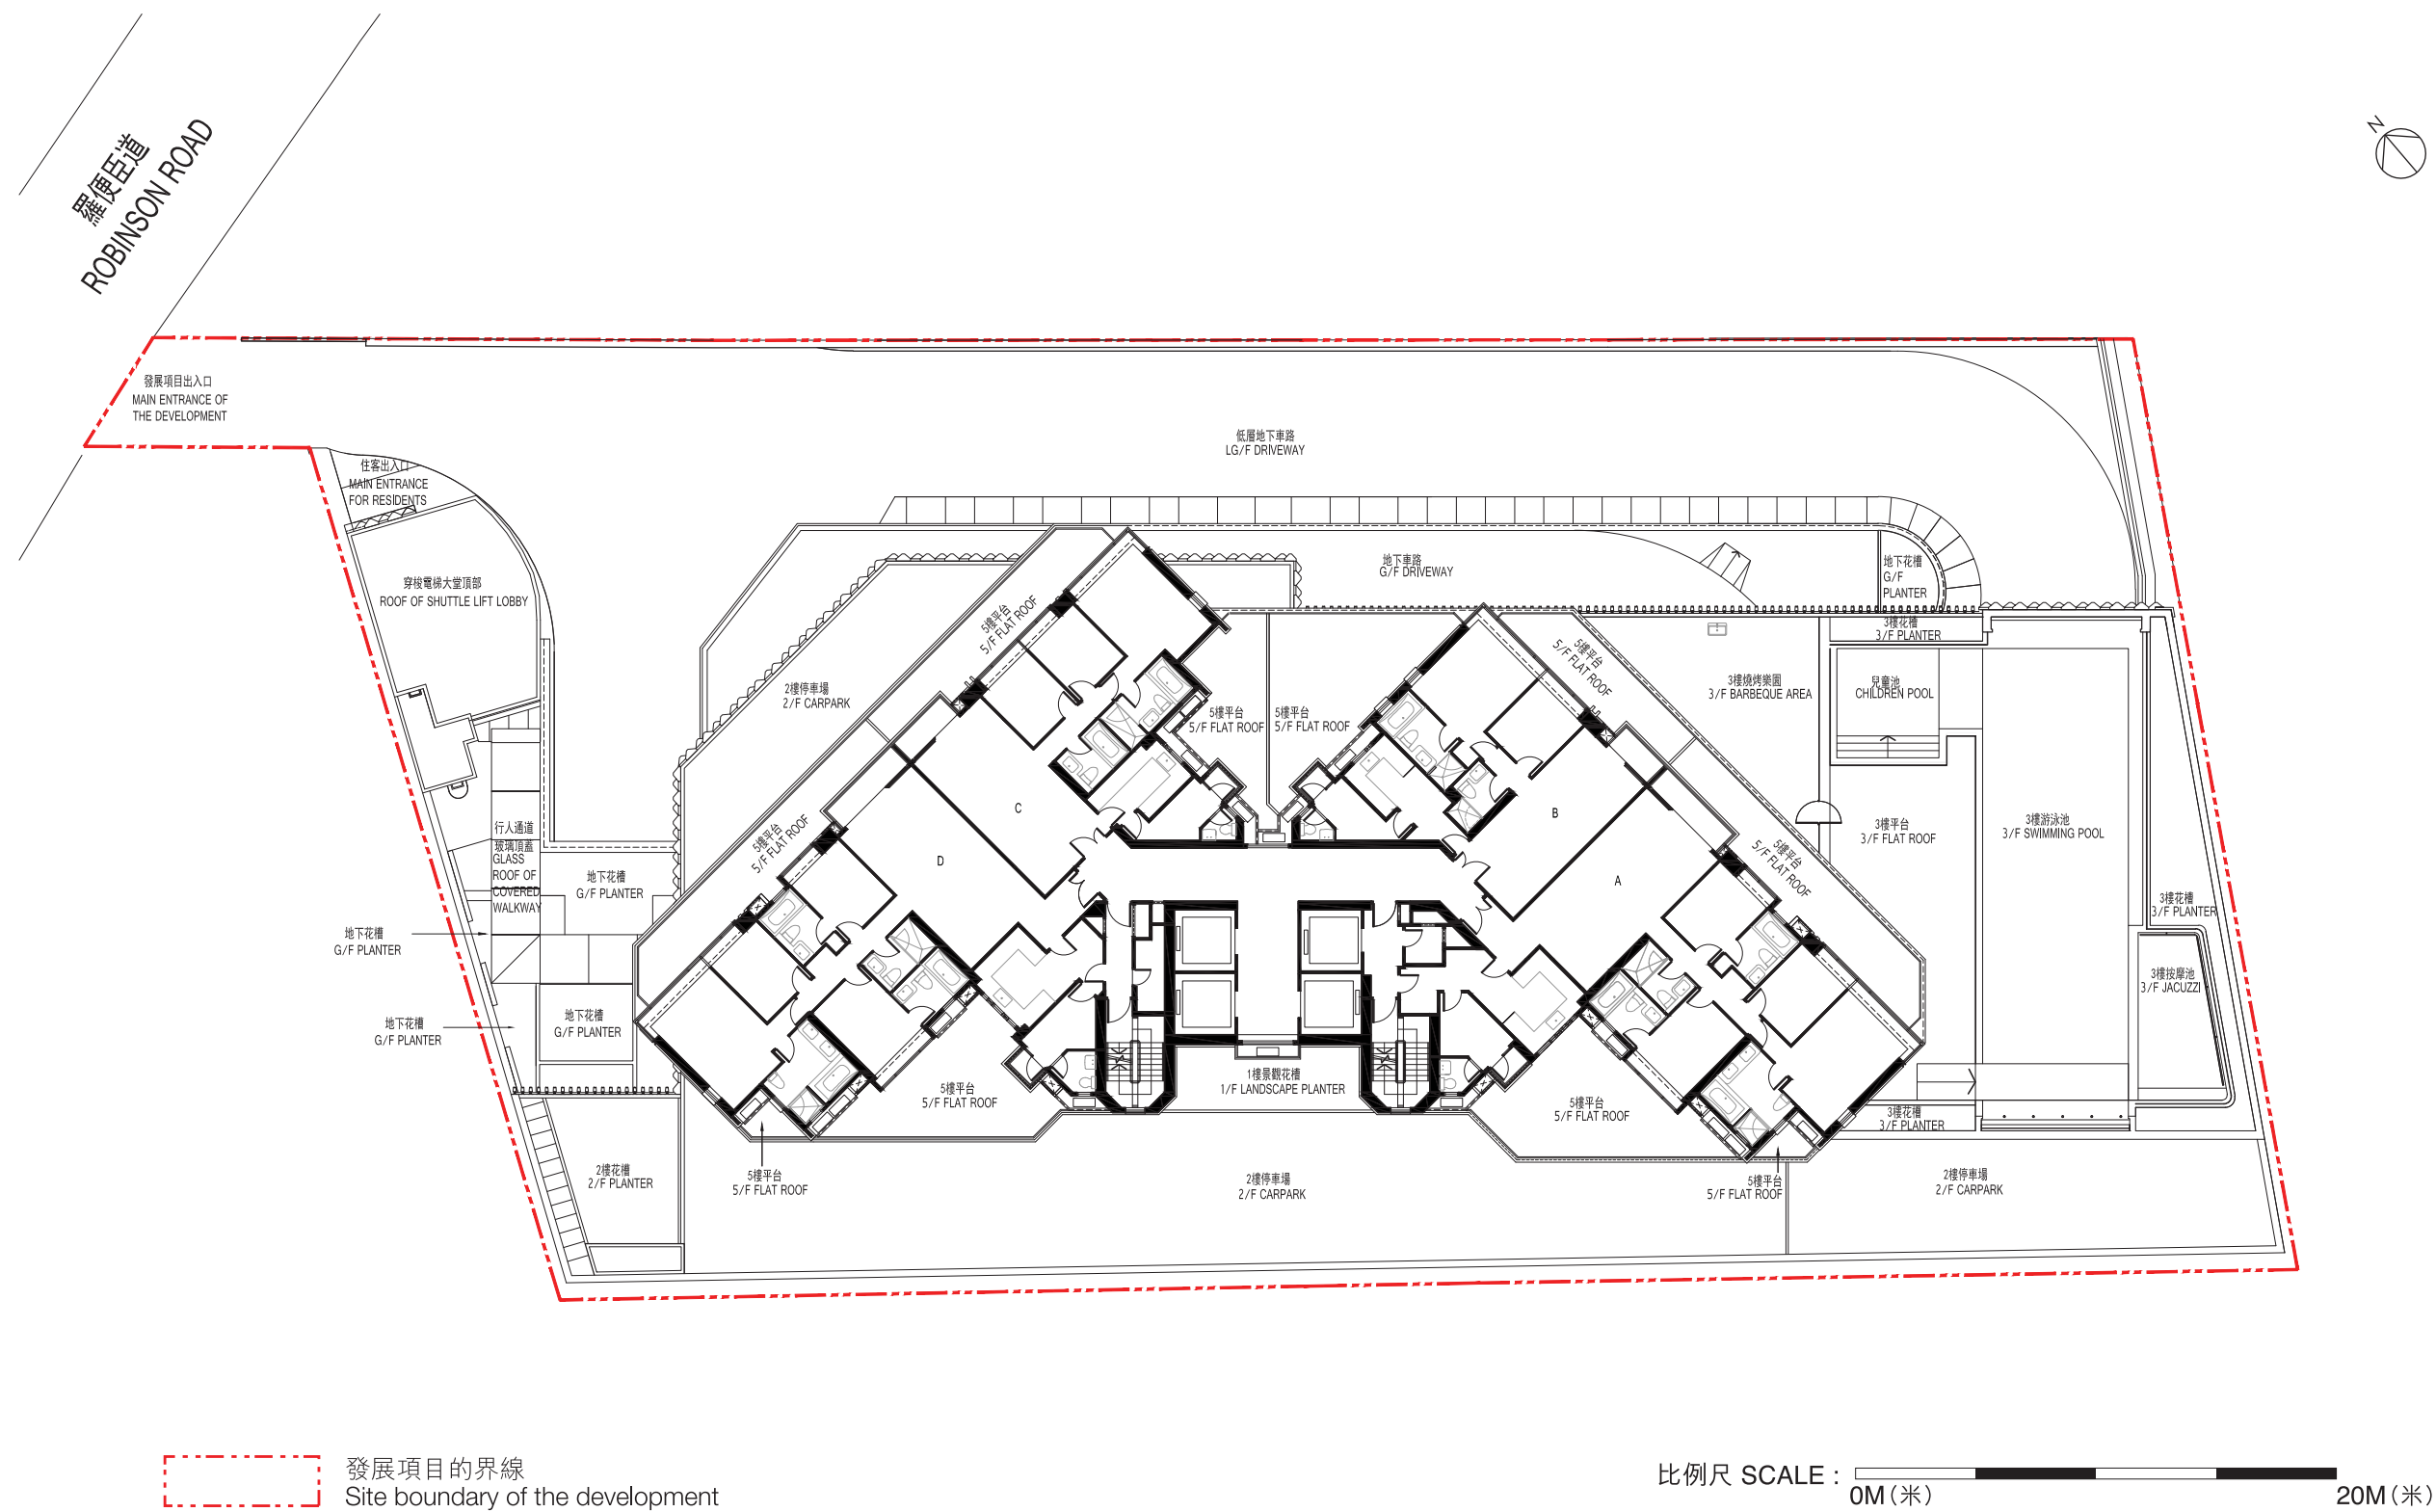 羅便臣道
ROBINSON ROAD
N
發展項目出入口
MAIN ENTRANCE OF
THE DEVELOPMENT
低層地下車路
LG/F DRIVEWAY
住客出入口
MAIN ENTRANCE
FOR RESIDENTS
穿梭電梯大堂頂部
ROOF OF SHUTTLE LIFT LOBBY
地下車路
G/F DRIVEWAY
地下花槽
G/F
PLANTER
5樓平台
5/F FLAT ROOF
5樓平台
5/F FLAT ROOF
3樓花槽
3/F PLANTER
2樓停車場
2/F CARPARK
5樓平台
5/F FLAT ROOF
5樓平台
5/F FLAT ROOF
3樓燒烤樂園
3/F BARBEQUE AREA
兒童池
CHILDREN POOL
C
B
5樓平台
5/F FLAT ROOF
D
A
5樓平台
5/F FLAT ROOF
3樓平台
3/F FLAT ROOF
3樓游泳池
3/F SWIMMING POOL
行人通道
玻璃頂蓋
GLASS
ROOF OF
COVERED
WALKWAY
地下花槽
G/F PLANTER
3樓花槽
3/F PLANTER
地下花槽
G/F PLANTER
3樓按摩池
3/F JACUZZI
地下花槽
G/F PLANTER
地下花槽
G/F PLANTER
5樓平台
5/F FLAT ROOF
1樓景觀花槽
1/F LANDSCAPE PLANTER
5樓平台
5/F FLAT ROOF
3樓花槽
3/F PLANTER
2樓花槽
2/F PLANTER
5樓平台
5/F FLAT ROOF
2樓停車場
2/F CARPARK
5樓平台
5/F FLAT ROOF
2樓停車場
2/F CARPARK
發展項目的界線
Site boundary of the development
比例尺 SCALE :
0M(米)
20M(米)